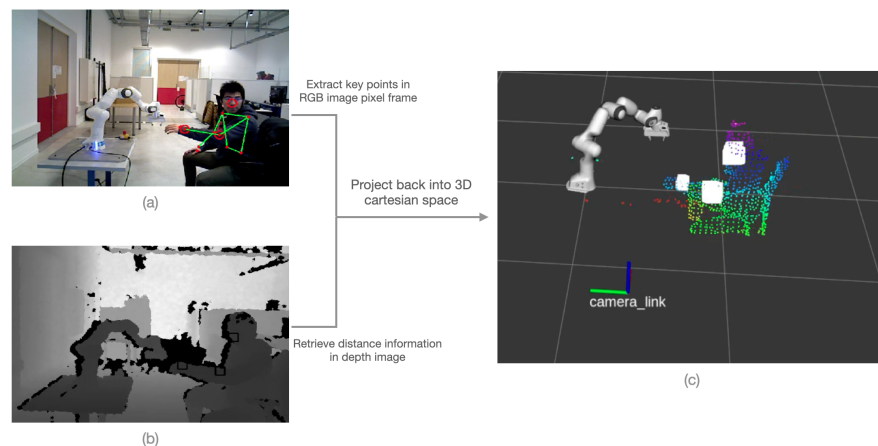 Extract key points in
RGB image pixel frame
(a)
Project back into 3D
cartesian space
Retrieve distance information
in depth image
(b)
camera_link
(c)